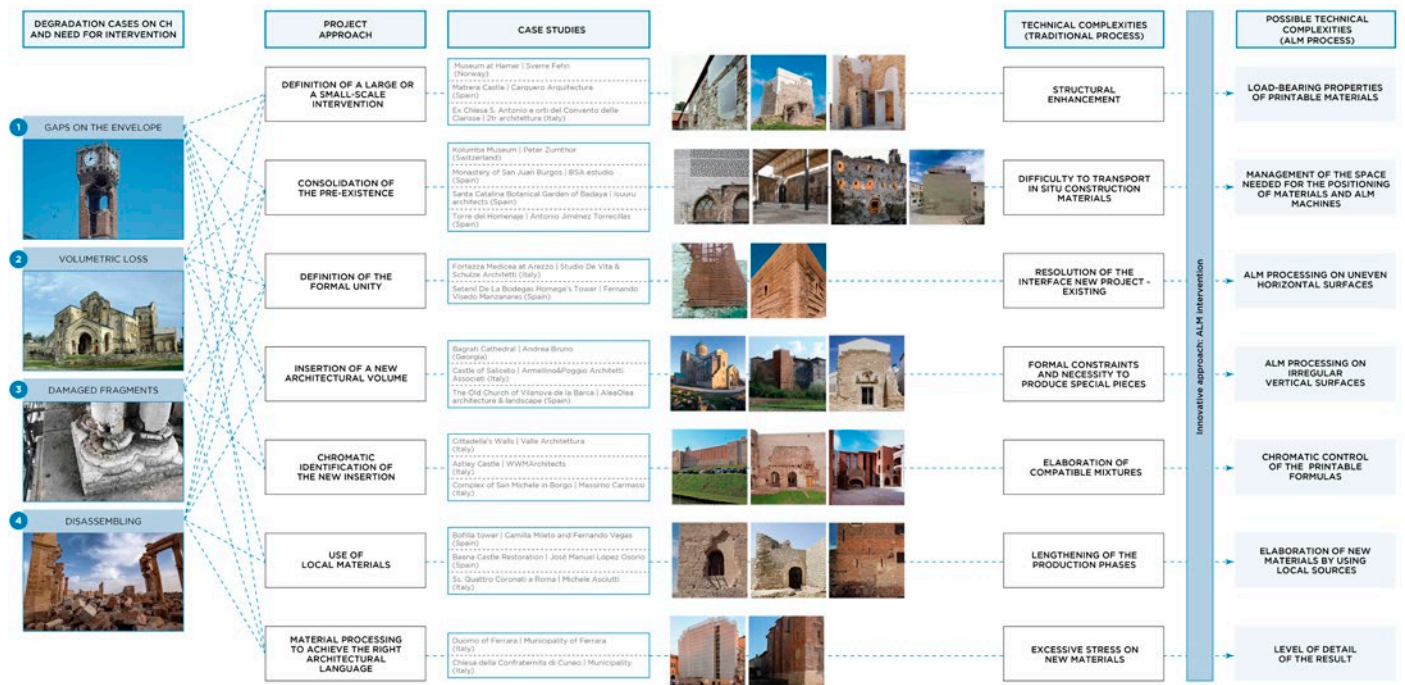 DEGRADATION CASES ON CH
AND NEED FOR INTERVENTION
PROJECT
APPROACH
CASE STUDIES
TECHNICAL COMPLEXITIES
(TRADITIONAL PROCESS)
POSSIBLE TECHNICAL
COMPLEXITIES
(ALM PROCESS)
1 GAPS ON THE ENVELOPE
2 VOLUMETRIC LOSS
3 DAMAGED FRAGMENTS
4 DISASSEMBLING
DEFINITION OF A LARGE OR
A SMALL-SCALE
INTERVENTION
Museum at Hamar | Sverre Fehn
(Norway)
Matrera Castle | Carquero Arquitectura
(Spain)
Ex Chiesa S. Antonio e orti del Convento delle
Clarisse | 2tr architettura (Italy)
STRUCTURAL
ENHANCEMENT
LOAD-BEARING PROPERTIES
OF PRINTABLE MATERIALS
CONSOLIDATION OF
THE PRE-EXISTENCE
Kolumba Museum | Peter Zumthor
(Switzerland)
Monastery of San Juan Burgos | BSA estudio
(Spain)
Santa Catalina Botanical Garden of Badaya | Isuuru
architects (Spain)
Torre del Homenaje | Antonio Jiménez Torrecillas
(Spain)
DIFFICULTY TO TRANSPORT
IN SITU CONSTRUCTION
MATERIALS
MANAGEMENT OF THE SPACE
NEEDED FOR THE POSITIONING
OF MATERIALS AND ALM
MACHINES
DEFINITION OF THE
FORMAL UNITY
Fortezza Medicea at Arezzo | Studio De Vita &
Schulze Architetti (Italy)
Setenil De La Bodegas Homage's Tower | Fernando
Visedo Manzanares (Spain)
RESOLUTION OF THE
INTERFACE NEW PROJECT -
EXISTING
ALM PROCESSING ON UNEVEN
HORIZONTAL SURFACES
INSERTION OF A NEW
ARCHITECTURAL VOLUME
Bagrati Cathedral | Andrea Bruno
(Georgia)
Castle of Saliceto | Armellino&Poggio Architetti
Associati (Italy)
The Old Church of Vilanova de la Barca | AleaOlea
architecture & landscape (Spain)
FORMAL CONSTRAINTS
AND NECESSITY TO
PRODUCE SPECIAL PIECES
ALM PROCESSING ON
IRREGULAR
VERTICAL SURFACES
CHROMATIC
IDENTIFICATION OF
THE NEW INSERTION
Cittadella's Walls | Valle Architettura
(Italy)
Astley Castle | WWMArchitects
(Italy)
Complex of San Michele in Borgo | Massimo Carmassi
(Italy)
ELABORATION OF
COMPATIBLE MIXTURES
CHROMATIC CONTROL
OF THE PRINTABLE
FORMULAS
USE OF
LOCAL MATERIALS
Bofilla tower | Camilla Mileto and Fernando Vegas
(Spain)
Baena Castle Restoration | José Manuel López Osorio
(Spain)
Ss. Quattro Coronati a Roma | Michele Asciutti
(Italy)
LENGTHENING OF THE
PRODUCTION PHASES
ELABORATION OF NEW
MATERIALS BY USING
LOCAL SOURCES
MATERIAL PROCESSING
TO ACHIEVE THE RIGHT
ARCHITECTURAL
LANGUAGE
Duomo of Ferrara | Municipality of Ferrara
(Italy)
Chiesa della Confraternita di Cuneo | Municipality
(Italy)
EXCESSIVE STRESS ON
NEW MATERIALS
LEVEL OF DETAIL
OF THE RESULT
Innovative approach: ALM intervention